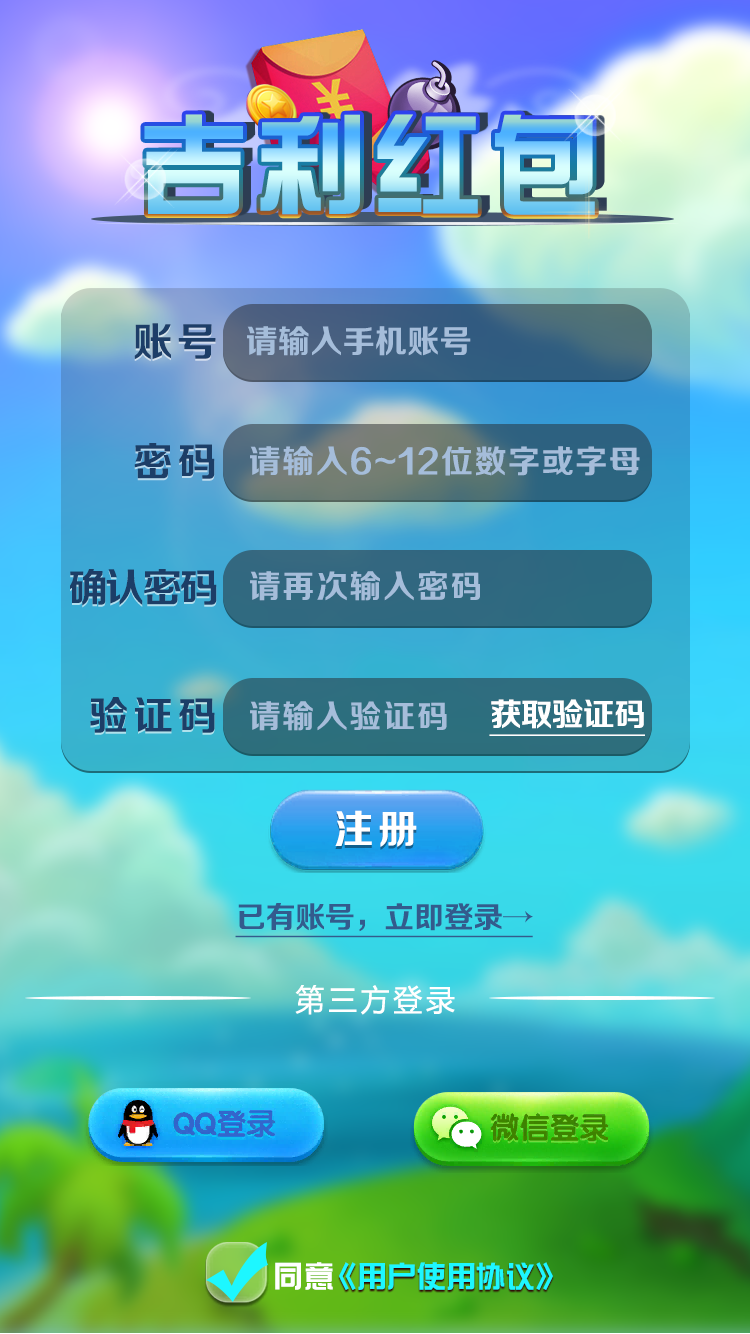 吉利红包
账号 请输入手机账号
密码 请输入6~12位数字或字母
确认密码 请再次输入密码
验证码 请输入验证码 获取验证码
注册
已有账号，立即登录→
第三方登录
QQ登录 微信登录
同意《用户使用协议》